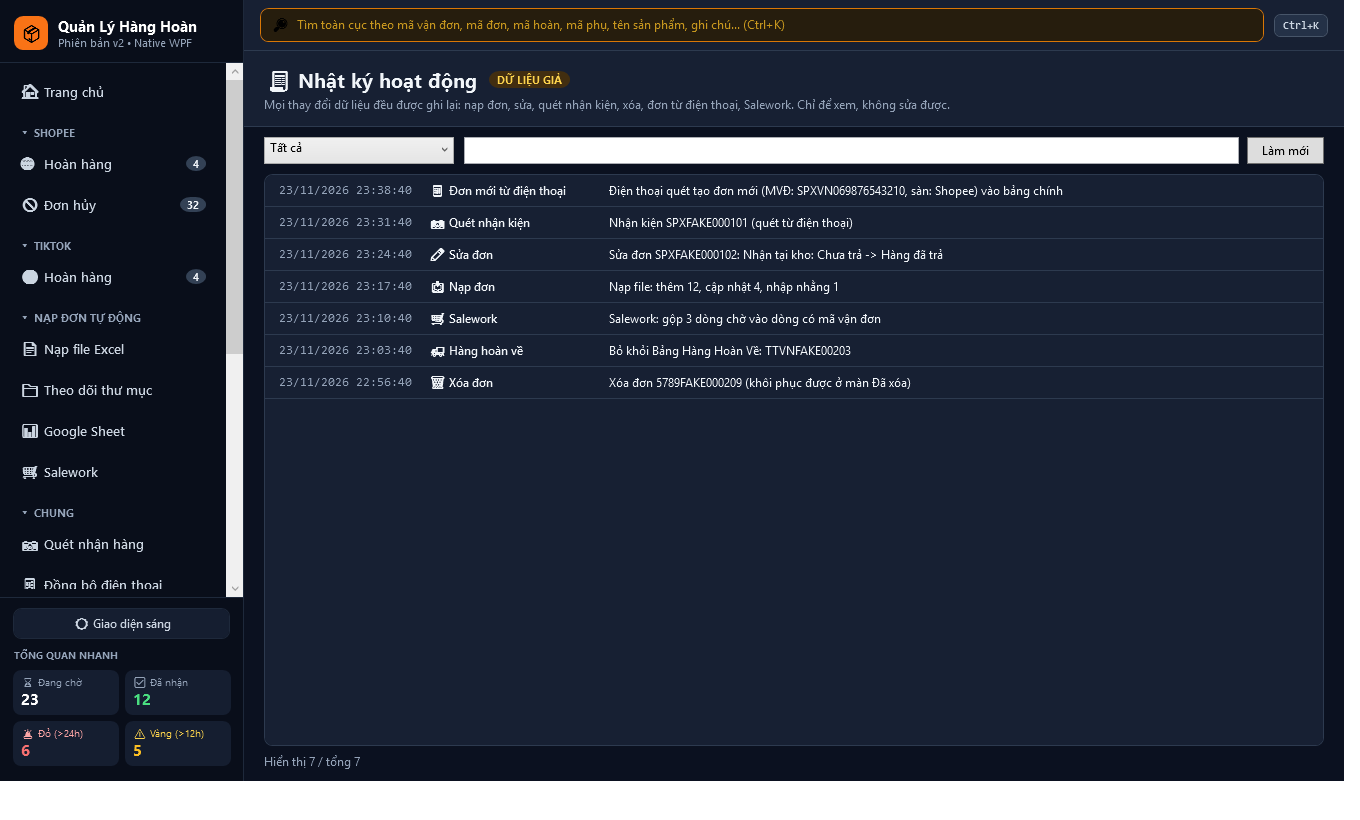 Quản Lý Hàng Hoàn
Phiên bản v2 • Native WPF
Tìm toàn cục theo mã vận đơn, mã đơn, mã hoàn, mã phụ, tên sản phẩm, ghi chú... (Ctrl+K)
Ctrl+K
Trang chủ
SHOPEE
Hoàn hàng 4
Đơn hủy 32
TIKTOK
Hoàn hàng 4
NẠP ĐƠN TỰ ĐỘNG
Nạp file Excel
Theo dõi thư mục
Google Sheet
Salework
CHUNG
Quét nhận hàng
Đồng bộ điện thoại
Giao diện sáng
TỔNG QUAN NHANH
Đang chờ
23
Đã nhận
12
Đỏ (>24h)
6
Vàng (>12h)
5
Nhật ký hoạt động
DỮ LIỆU GIẢ
Mọi thay đổi dữ liệu đều được ghi lại: nạp đơn, sửa, quét nhận kiện, xóa, đơn từ điện thoại, Salework. Chỉ để xem, không sửa được.
Tất cả
Làm mới
23/11/2026 23:38:40 Đơn mới từ điện thoại Điện thoại quét tạo đơn mới (MVĐ: SPXVN069876543210, sàn: Shopee) vào bảng chính
23/11/2026 23:31:40 Quét nhận kiện Nhận kiện SPXFAKE000101 (quét từ điện thoại)
23/11/2026 23:24:40 Sửa đơn Sửa đơn SPXFAKE000102: Nhận tại kho: Chưa trả -> Hàng đã trả
23/11/2026 23:17:40 Nạp đơn Nạp file: thêm 12, cập nhật 4, nhập nhằng 1
23/11/2026 23:10:40 Salework Salework: gộp 3 dòng chờ vào dòng có mã vận đơn
23/11/2026 23:03:40 Hàng hoàn về Bỏ khỏi Bảng Hàng Hoàn Về: TTVNFAKE00203
23/11/2026 22:56:40 Xóa đơn Xóa đơn 5789FAKE000209 (khôi phục được ở màn Đã xóa)
Hiển thị 7 / tổng 7